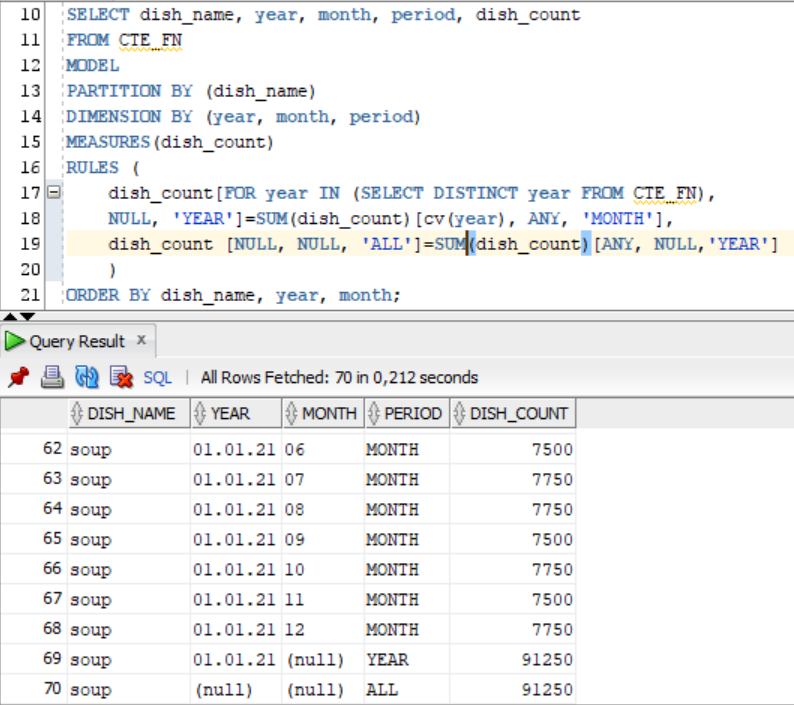 10 SELECT dish_name, year, month, period, dish_count
11 FROM CTE_FN
12 MODEL
13 PARTITION BY (dish_name)
14 DIMENSION BY (year, month, period)
15 MEASURES(dish_count)
16 RULES (
17 dish_count[FOR year IN (SELECT DISTINCT year FROM CTE_FN),
18 NULL, 'YEAR']=SUM(dish_count)[cv(year), ANY, 'MONTH'],
19 dish_count [NULL, NULL, 'ALL']=SUM(dish_count)[ANY, NULL,'YEAR']
20 )
21 ORDER BY dish_name, year, month;
Query Result x
SQL | All Rows Fetched: 70 in 0,212 seconds
DISH_NAME YEAR MONTH PERIOD DISH_COUNT
62 soup 01.01.21 06 MONTH 7500
63 soup 01.01.21 07 MONTH 7750
64 soup 01.01.21 08 MONTH 7750
65 soup 01.01.21 09 MONTH 7500
66 soup 01.01.21 10 MONTH 7750
67 soup 01.01.21 11 MONTH 7500
68 soup 01.01.21 12 MONTH 7750
69 soup 01.01.21 (null) YEAR 91250
70 soup (null) (null) ALL 91250